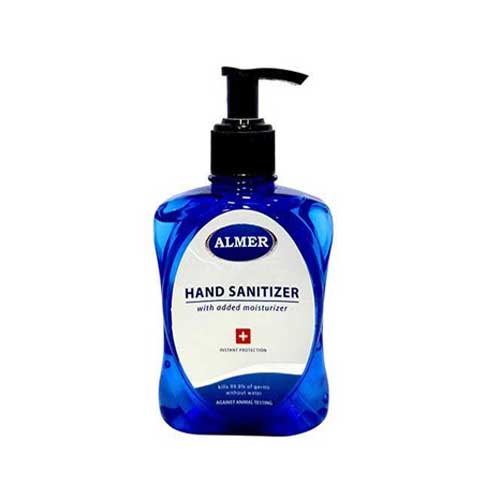 ALMER
HAND SANITIZER
with added moisturizer
INSTANT PROTECTION
kills 99.9% of germs
without water
AGAINST ANIMAL TESTING